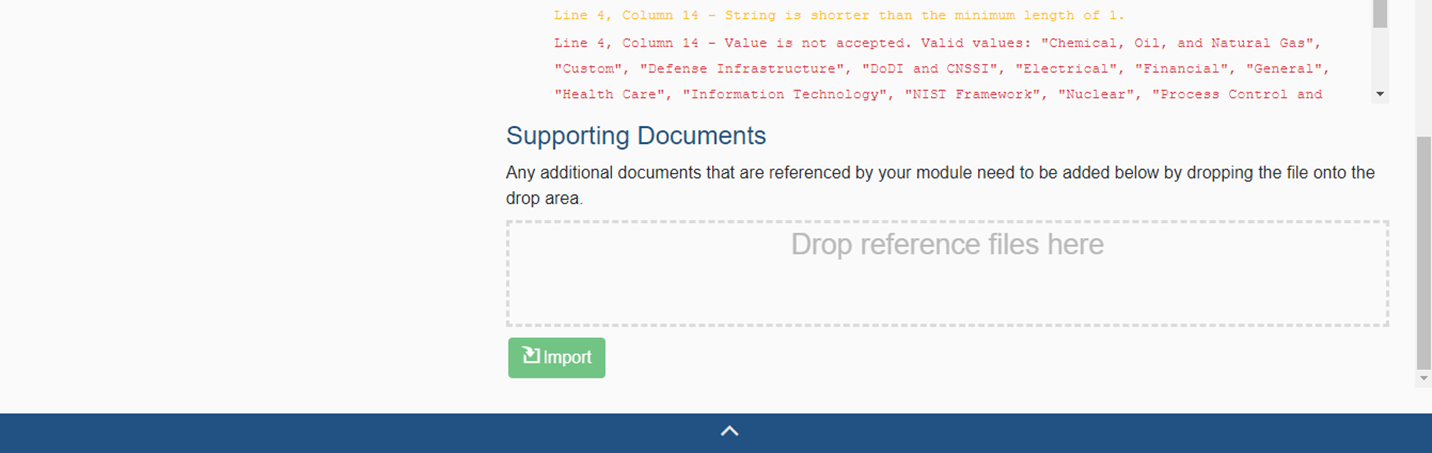 Line 4, Column 14 - String is shorter than the minimum length of 1.
Line 4, Column 14 - Value is not accepted. Valid values: "Chemical, Oil, and Natural Gas",
"Custom", "Defense Infrastructure", "DoDI and CNSSI", "Electrical", "Financial", "General",
"Health Care", "Information Technology", "NIST Framework", "Nuclear", "Process Control and
Supporting Documents
Any additional documents that are referenced by your module need to be added below by dropping the file onto the
drop area.
Drop reference files here
Import